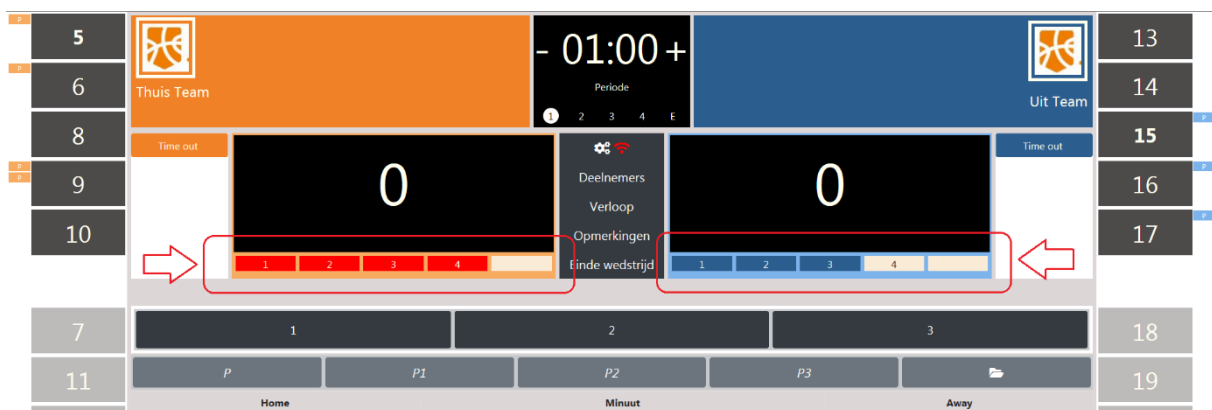 P
5
- 01:00 +
13
P
6
Thuis Team
Periode
14
Uit Team
1 2 3 4 E
8
Time out
Time out
15
P
0
0
P
P
9
Deelnemers
16
P
Verloop
10
Opmerkingen
17
P
1 2 3 4
Einde wedstrijd
1 2 3 4
7
1
2
3
18
11
P
P1
P2
P3
19
Home
Minuut
Away